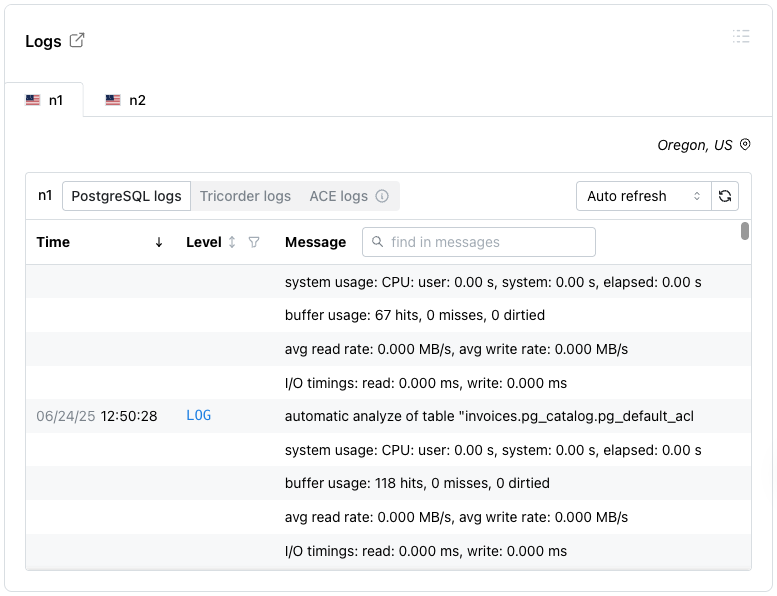 Logs
n1 n2
Oregon, US
n1 PostgreSQL logs Tricorder logs ACE logs Auto refresh
Time Level Message find in messages
system usage: CPU: user: 0.00 s, system: 0.00 s, elapsed: 0.00 s
buffer usage: 67 hits, 0 misses, 0 dirtied
avg read rate: 0.000 MB/s, avg write rate: 0.000 MB/s
I/O timings: read: 0.000 ms, write: 0.000 ms
06/24/25 12:50:28 LOG automatic analyze of table "invoices.pg_catalog.pg_default_acl
system usage: CPU: user: 0.00 s, system: 0.00 s, elapsed: 0.00 s
buffer usage: 118 hits, 0 misses, 0 dirtied
avg read rate: 0.000 MB/s, avg write rate: 0.000 MB/s
I/O timings: read: 0.000 ms, write: 0.000 ms